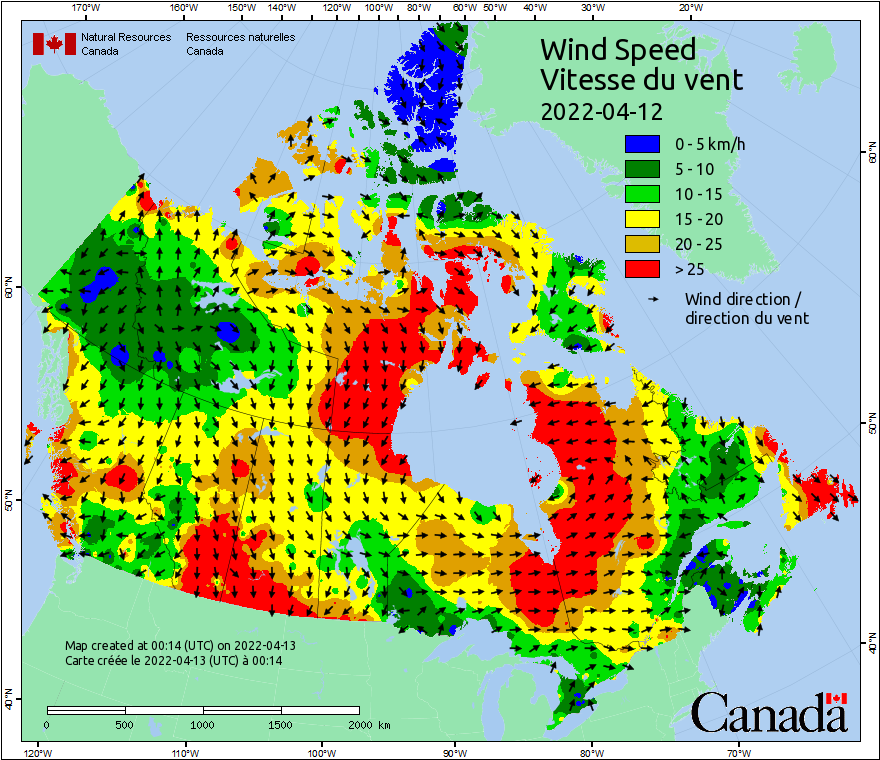 170°W 160°W 150°W 140°W 120°W 100°W 80°W 60°W 50°W 40°W 30°W 20°W
Natural Resources Canada
Ressources naturelles Canada
Wind Speed
Vitesse du vent
2022-04-12
0 - 5 km/h
5 - 10
10 - 15
15 - 20
20 - 25
> 25
Wind direction /
direction du vent
60°N
50°N
40°N
60°N
50°N
40°N
Map created at 00:14 (UTC) on 2022-04-13
Carte créée le 2022-04-13 (UTC) à 00:14
0 500 1000 1500 2000 km
Canada
120°W 110°W 100°W 90°W 80°W 70°W